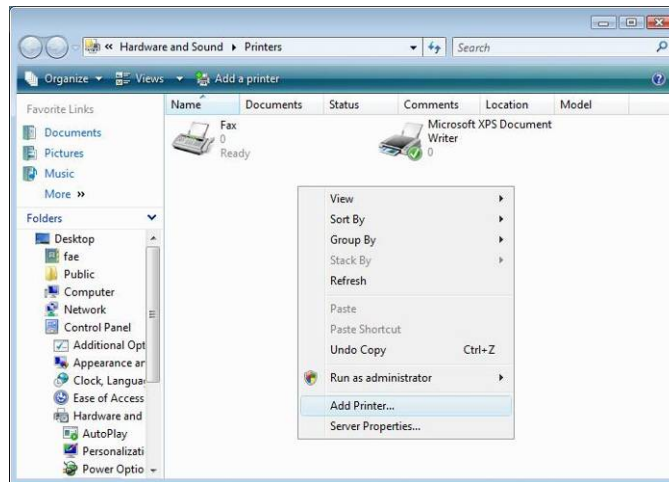 « Hardware and Sound ▸ Printers
Search
Organize Views Add a printer
Favorite Links
Documents
Pictures
Music
More »
Folders
Desktop
fae
Public
Computer
Network
Control Panel
Additional Opt
Appearance ar
Clock, Languag
Ease of Access
Hardware and
AutoPlay
Personalizati
Power Optio
Name Documents Status Comments Location Model
Fax
0
Ready
Microsoft XPS Document
Writer
0
View
Sort By
Group By
Stack By
Refresh
Paste
Paste Shortcut
Undo Copy Ctrl+Z
Run as administrator
Add Printer...
Server Properties...